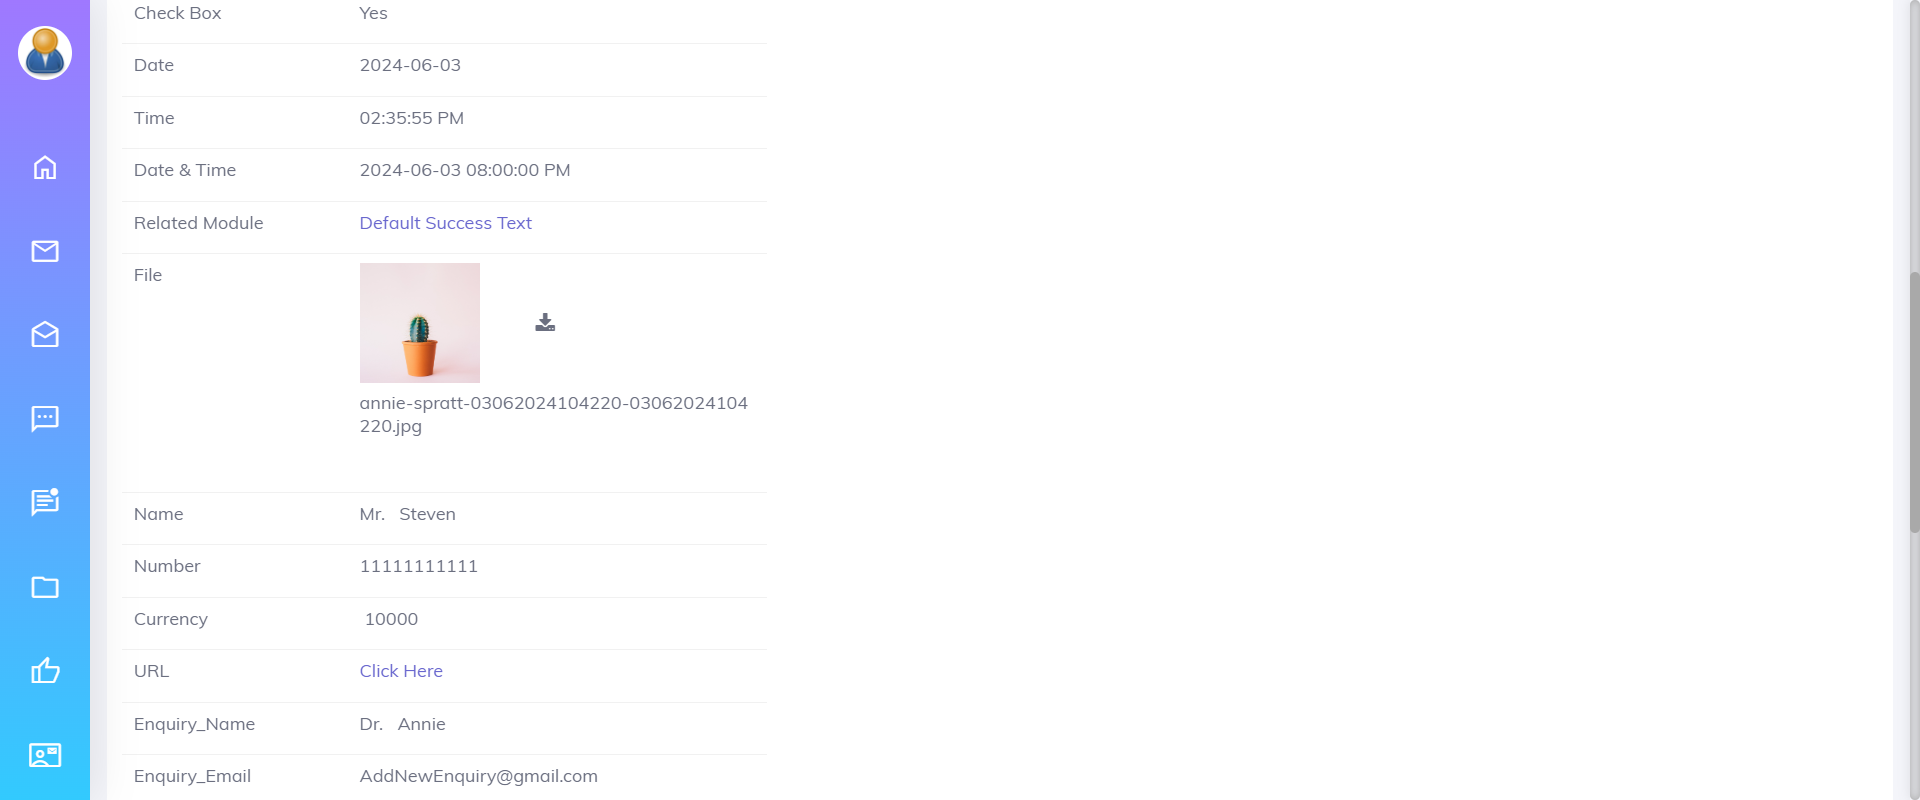 Check Box Yes
Date 2024-06-03
Time 02:35:55 PM
Date & Time 2024-06-03 08:00:00 PM
Related Module Default Success Text
File
annie-spratt-03062024104220-03062024104
220.jpg
Name Mr. Steven
Number 11111111111
Currency 10000
URL Click Here
Enquiry_Name Dr. Annie
Enquiry_Email AddNewEnquiry@gmail.com